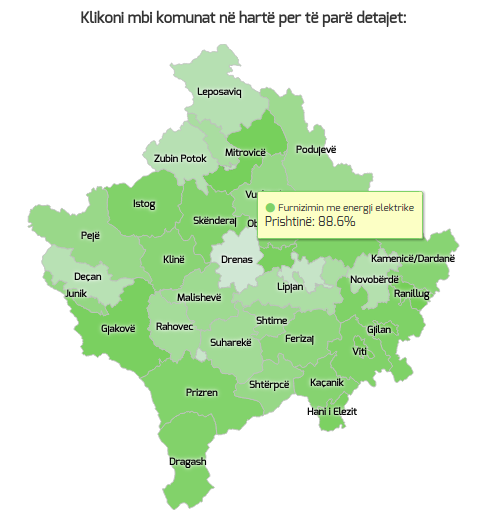 Klikoni mbi komunat në hartë per të parë detajet:
Leposaviq
Zubin Potok
Mitrovicë
Podujevë
Istog
Skënderaj
Furnizimin me energji elektrike
Prishtinë: 88.6%
Pejë
Klinë
Drenas
Kamenicë/Dardanë
Deçan
Junik
Malishevë
Lipjan
Novobërdë
Ranillug
Gjakovë
Rahovec
Shtime
Suharekë
Ferizaj
Gjilan
Viti
Prizren
Shtërpcë
Kaçanik
Hani i Elezit
Dragash